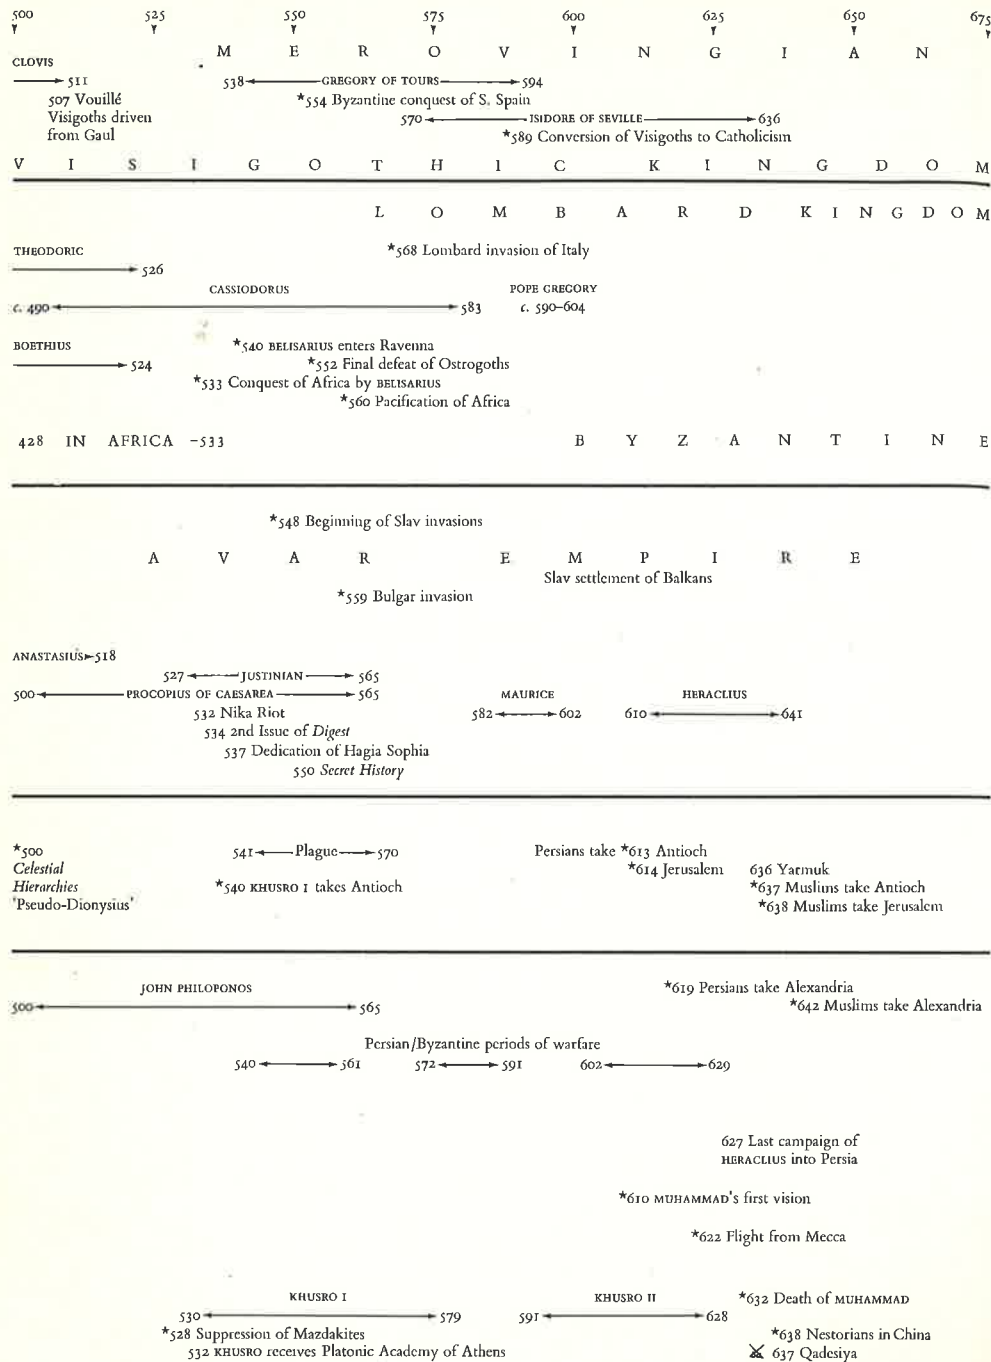 500 525 550 575 600 625 650 675
M E R O V I N G I A N
CLOVIS
511
538 GREGORY OF TOURS 594
507 Vouillé
*554 Byzantine conquest of S. Spain
Visigoths driven
570 ISIDORE OF SEVILLE 636
from Gaul
*589 Conversion of Visigoths to Catholicism
V I S I G O T H I C K I N G D O M
L O M B A R D K I N G D O M
THEODORIC
*568 Lombard invasion of Italy
526
CASSIODORUS
POPE GREGORY
c. 490 583 c. 590–604
BOETHIUS
*540 BELISARIUS enters Ravenna
524
*552 Final defeat of Ostrogoths
*533 Conquest of Africa by BELISARIUS
*560 Pacification of Africa
428 IN AFRICA –533 B Y Z A N T I N E
*548 Beginning of Slav invasions
A V A R E M P I R E
Slav settlement of Balkans
*559 Bulgar invasion
ANASTASIUS 518
527 JUSTINIAN 565
500 PROCOPIUS OF CAESAREA 565
MAURICE
HERACLIUS
532 Nika Riot
582 602 610 641
534 2nd Issue of Digest
537 Dedication of Hagia Sophia
550 Secret History
*500
541 Plague 570
Persians take *613 Antioch
Celestial
*614 Jerusalem
636 Yarmuk
Hierarchies
*540 KHUSRO I takes Antioch
*637 Muslims take Antioch
'Pseudo-Dionysius'
*638 Muslims take Jerusalem
JOHN PHILOPONOS
*619 Persians take Alexandria
500 565
*642 Muslims take Alexandria
Persian/Byzantine periods of warfare
540 561 572 591 602 629
627 Last campaign of
HERACLIUS into Persia
*610 MUHAMMAD's first vision
*622 Flight from Mecca
KHUSRO I
KHUSRO II
*632 Death of MUHAMMAD
530 579 591 628
*528 Suppression of Mazdakites
*638 Nestorians in China
532 KHUSRO receives Platonic Academy of Athens
637 Qadesiya